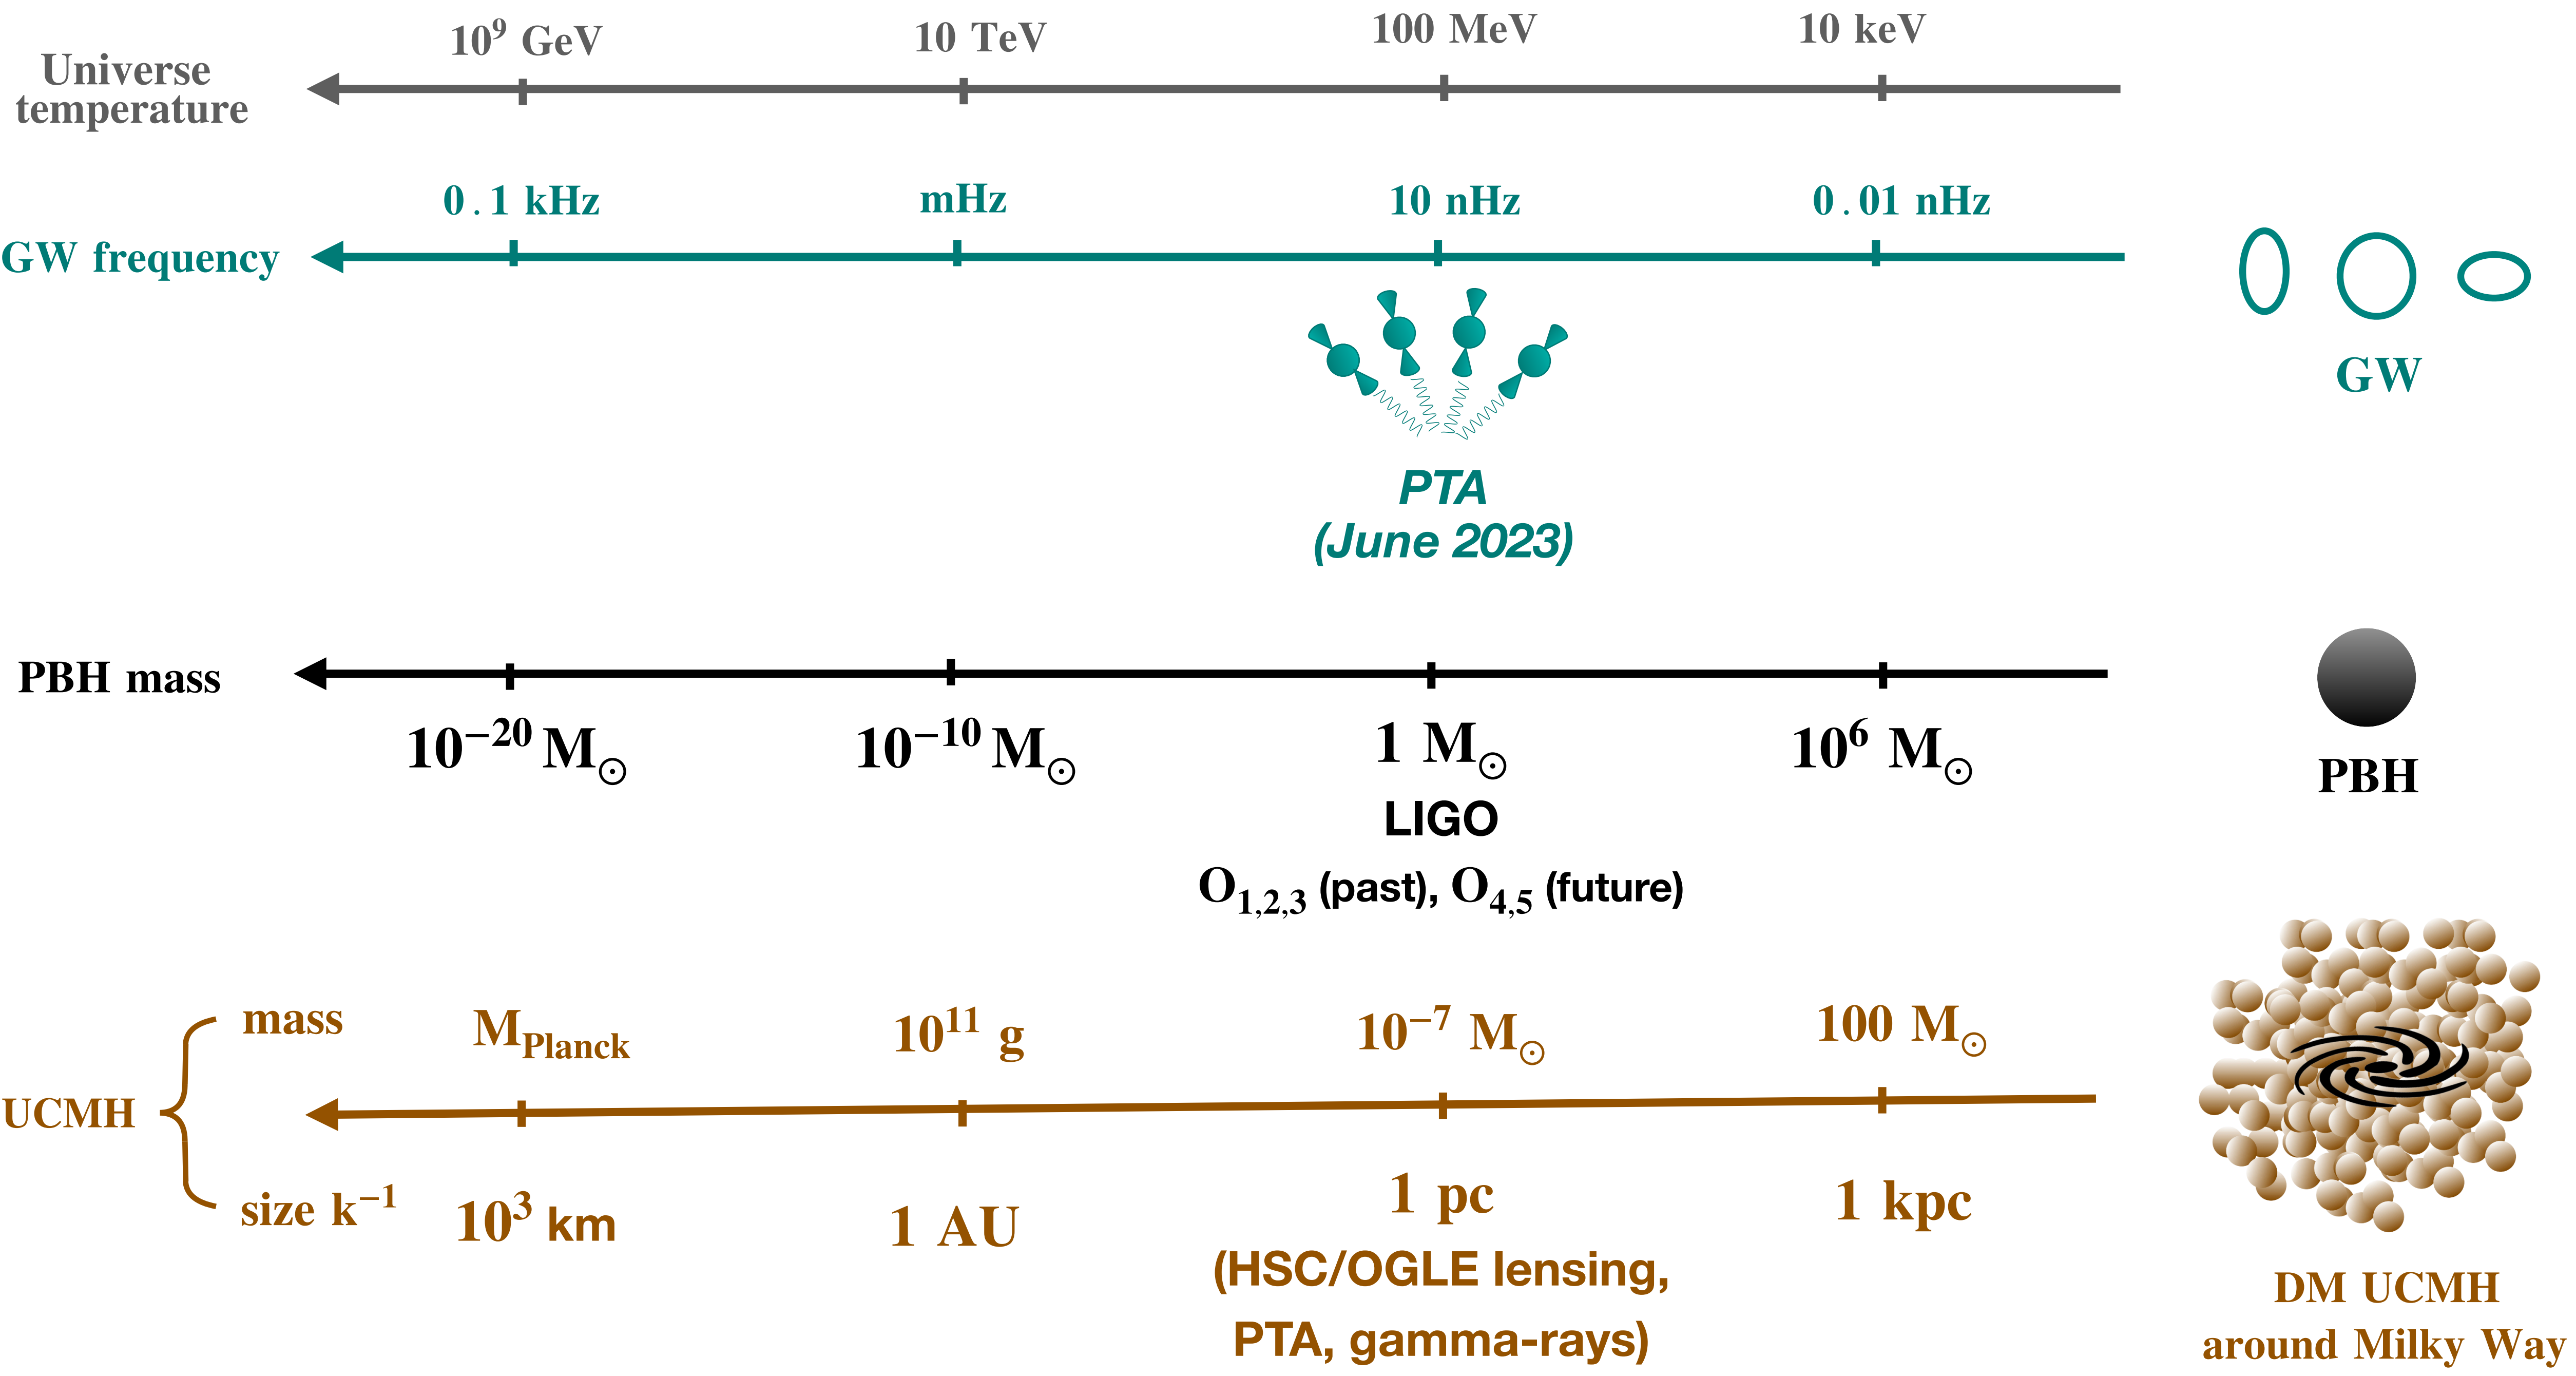 10⁹ GeV 10 TeV 100 MeV 10 keV
Universe
temperature
0.1 kHz mHz 10 nHz 0.01 nHz
GW frequency
GW
PTA
(June 2023)
PBH mass
10⁻²⁰ M☉ 10⁻¹⁰ M☉ 1 M☉ 10⁶ M☉
PBH
LIGO
O₁,₂,₃ (past), O₄,₅ (future)
mass M_Planck 10¹¹ g 10⁻⁷ M☉ 100 M☉
UCMH
size k⁻¹ 10³ km 1 AU 1 pc 1 kpc
(HSC/OGLE lensing,
PTA, gamma-rays)
DM UCMH
around Milky Way